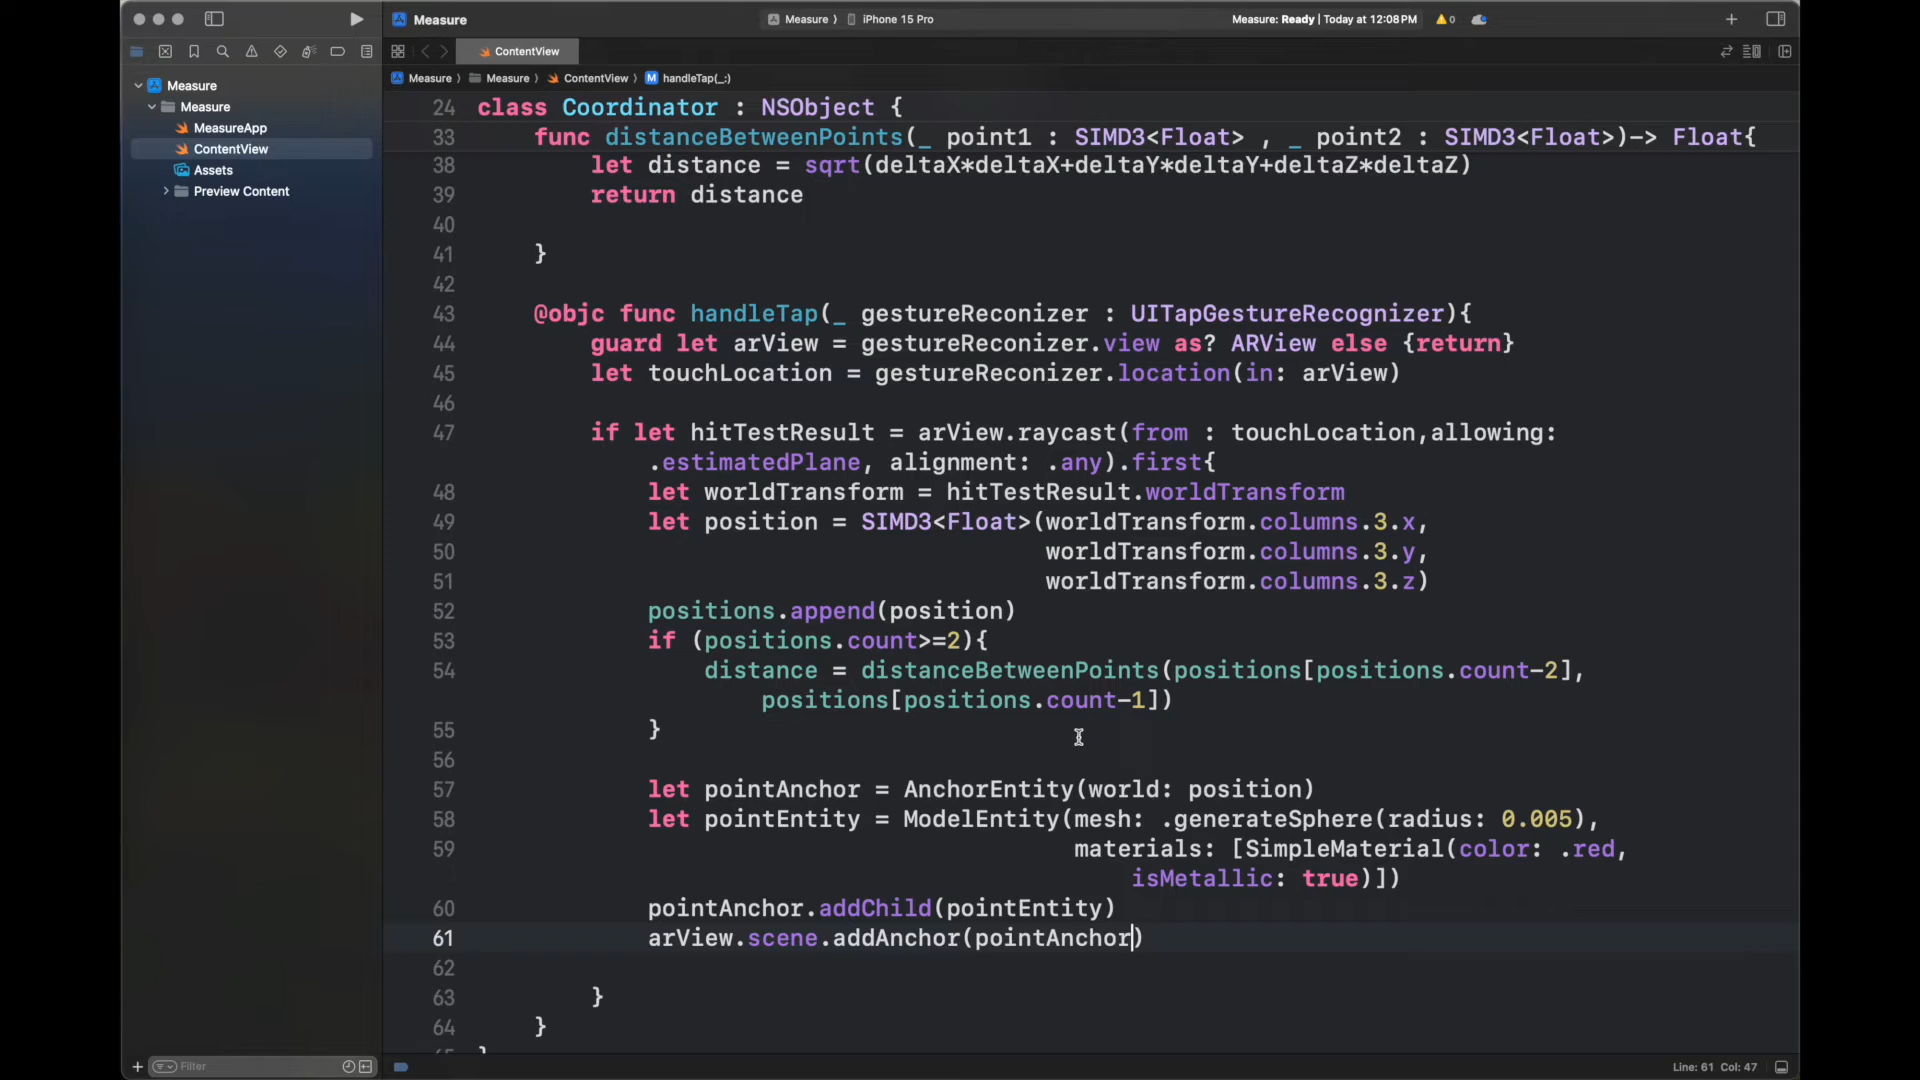 Measure
Measure
iPhone 15 Pro
Measure: Ready | Today at 12:08 PM
0
ContentView
Measure
Measure
ContentView
handleTap(_:)
Measure
Measure
MeasureApp
ContentView
Assets
Preview Content
24 class Coordinator : NSObject {
33 func distanceBetweenPoints(_ point1 : SIMD3<Float> , _ point2 : SIMD3<Float>)-> Float{
38 let distance = sqrt(deltaX*deltaX+deltaY*deltaY+deltaZ*deltaZ)
39 return distance
40
41 }
42
43 @objc func handleTap(_ gestureReconizer : UITapGestureRecognizer){
44 guard let arView = gestureReconizer.view as? ARView else {return}
45 let touchLocation = gestureReconizer.location(in: arView)
46
47 if let hitTestResult = arView.raycast(from : touchLocation,allowing:
.estimatedPlane, alignment: .any).first{
48 let worldTransform = hitTestResult.worldTransform
49 let position = SIMD3<Float>(worldTransform.columns.3.x,
50 worldTransform.columns.3.y,
51 worldTransform.columns.3.z)
52 positions.append(position)
53 if (positions.count>=2){
54 distance = distanceBetweenPoints(positions[positions.count-2],
positions[positions.count-1])
55 }
56
57 let pointAnchor = AnchorEntity(world: position)
58 let pointEntity = ModelEntity(mesh: .generateSphere(radius: 0.005),
59 materials: [SimpleMaterial(color: .red,
isMetallic: true)])
60 pointAnchor.addChild(pointEntity)
61 arView.scene.addAnchor(pointAnchor)
62
63 }
64 }
Filter
Line: 61 Col: 47